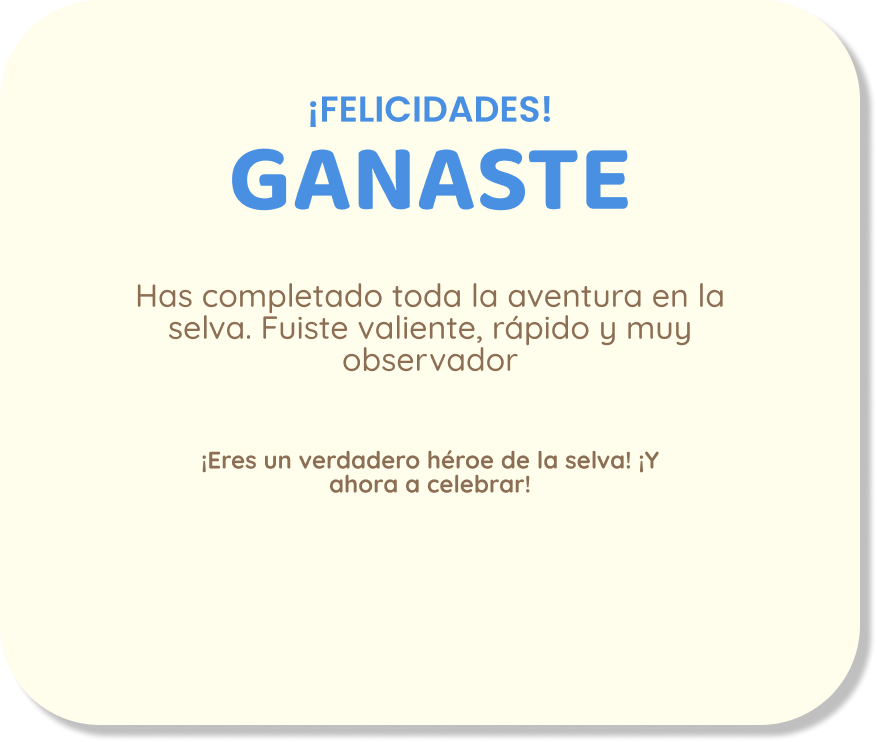 ¡FELICIDADES!
GANASTE
Has completado toda la aventura en la
selva. Fuiste valiente, rápido y muy
observador
¡Eres un verdadero héroe de la selva! ¡Y
ahora a celebrar!